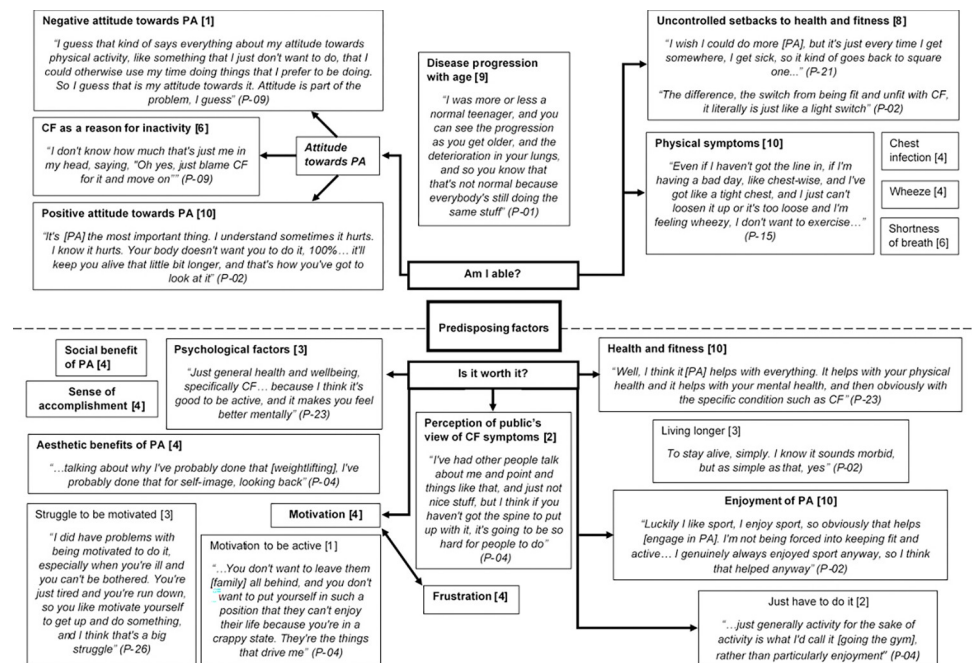 Negative attitude towards PA [1]
“I guess that kind of says everything about my attitude towards
physical activity, like something that I just don't want to do, that I
could otherwise use my time doing things that I prefer to be doing.
So I guess that is my attitude towards it. Attitude is part of the
problem, I guess” (P-09)
CF as a reason for inactivity [6]
“I don't know how much that's just me in
my head, saying, "Oh yes, just blame CF
for it and move on”” (P-09)
Positive attitude towards PA [10]
“It's [PA] the most important thing. I understand sometimes it hurts.
I know it hurts. Your body doesn't want you to do it, 100%… it'll
keep you alive that little bit longer, and that's how you've got to
look at it” (P-02)
Attitude
towards PA
Disease progression
with age [9]
“I was more or less a
normal teenager, and you
can see the progression
as you get older, and the
deterioration in your lungs,
and so you know that
that's not normal because
everybody's still doing the
same stuff” (P-01)
Uncontrolled setbacks to health and fitness [8]
“I wish I could do more [PA], but it's just every time I get
somewhere, I get sick, so it kind of goes back to square
one...” (P-21)
“The difference, the switch from being fit and unfit with CF,
it literally is just like a light switch” (P-02)
Physical symptoms [10]
“Even if I haven't got the line in, if I'm
having a bad day, like chest-wise, and I've
got like a tight chest, and I just can't
loosen it up or it's too loose and I'm
feeling wheezy, I don't want to exercise…”
(P-15)
Chest
infection [4]
Wheeze [4]
Shortness
of breath [6]
Am I able?
Predisposing factors
Is it worth it?
Social benefit
of PA [4]
Sense of
accomplishment [4]
Psychological factors [3]
“Just general health and wellbeing,
specifically CF… because I think it's
good to be active, and it makes you feel
better mentally” (P-23)
Aesthetic benefits of PA [4]
“…talking about why I've probably done that [weightlifting], I've
probably done that for self-image, looking back” (P-04)
Struggle to be motivated [3]
“I did have problems with
being motivated to do it,
especially when you're ill and
you can't be bothered. You're
just tired and you're run down,
so you like motivate yourself
to get up and do something,
and I think that's a big
struggle” (P-26)
Motivation [4]
Motivation to be active [1]
“…You don't want to leave them
[family] all behind, and you don't
want to put yourself in such a
position that they can't enjoy
their life because you're in a
crappy state. They're the things
that drive me” (P-04)
Perception of public's
view of CF symptoms [2]
“I've had other people talk
about me and point and
things like that, and just not
nice stuff, but I think if you
haven't got the spine to put
up with it, it's going to be so
hard for people to do”
(P-04)
Frustration [4]
Health and fitness [10]
“Well, I think it [PA] helps with everything. It helps with your physical
health and it helps with your mental health, and then obviously with
the specific condition such as CF” (P-23)
Living longer [3]
To stay alive, simply. I know it sounds morbid,
but as simple as that, yes” (P-02)
Enjoyment of PA [10]
“Luckily I like sport, I enjoy sport, so obviously that helps
[engage in PA]. I'm not being forced into keeping fit and
active… I genuinely always enjoyed sport anyway, so I think
that helped anyway” (P-02)
Just have to do it [2]
“…just generally activity for the sake of
activity is what I'd call it [going the gym],
rather than particularly enjoyment” (P-04)